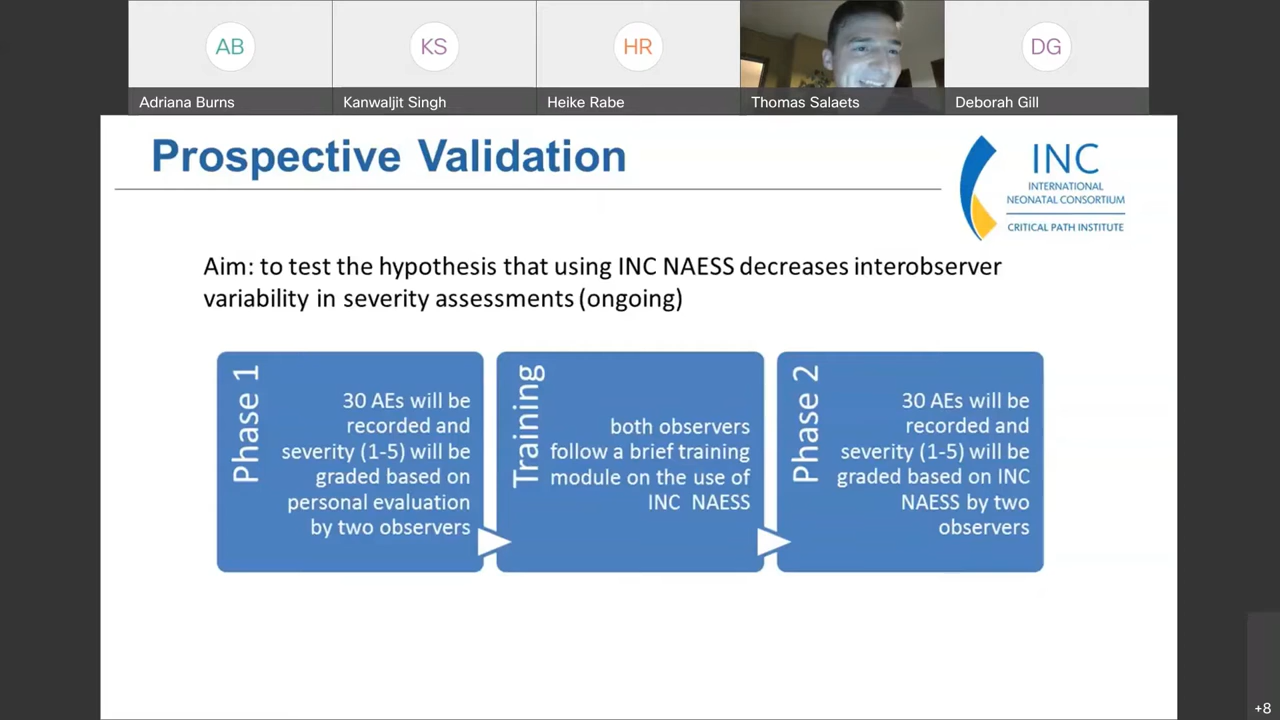 AB
KS
HR
DG
Adriana Burns
Kanwaljit Singh
Heike Rabe
Thomas Salaets
Deborah Gill
Prospective Validation
INC
INTERNATIONAL
NEONATAL CONSORTIUM
CRITICAL PATH INSTITUTE
Aim: to test the hypothesis that using INC NAESS decreases interobserver
variability in severity assessments (ongoing)
Phase 1
30 AEs will be
recorded and
severity (1-5) will be
graded based on
personal evaluation
by two observers
Training
both observers
follow a brief training
module on the use of
INC NAESS
Phase 2
30 AEs will be
recorded and
severity (1-5) will be
graded based on INC
NAESS by two
observers
+8